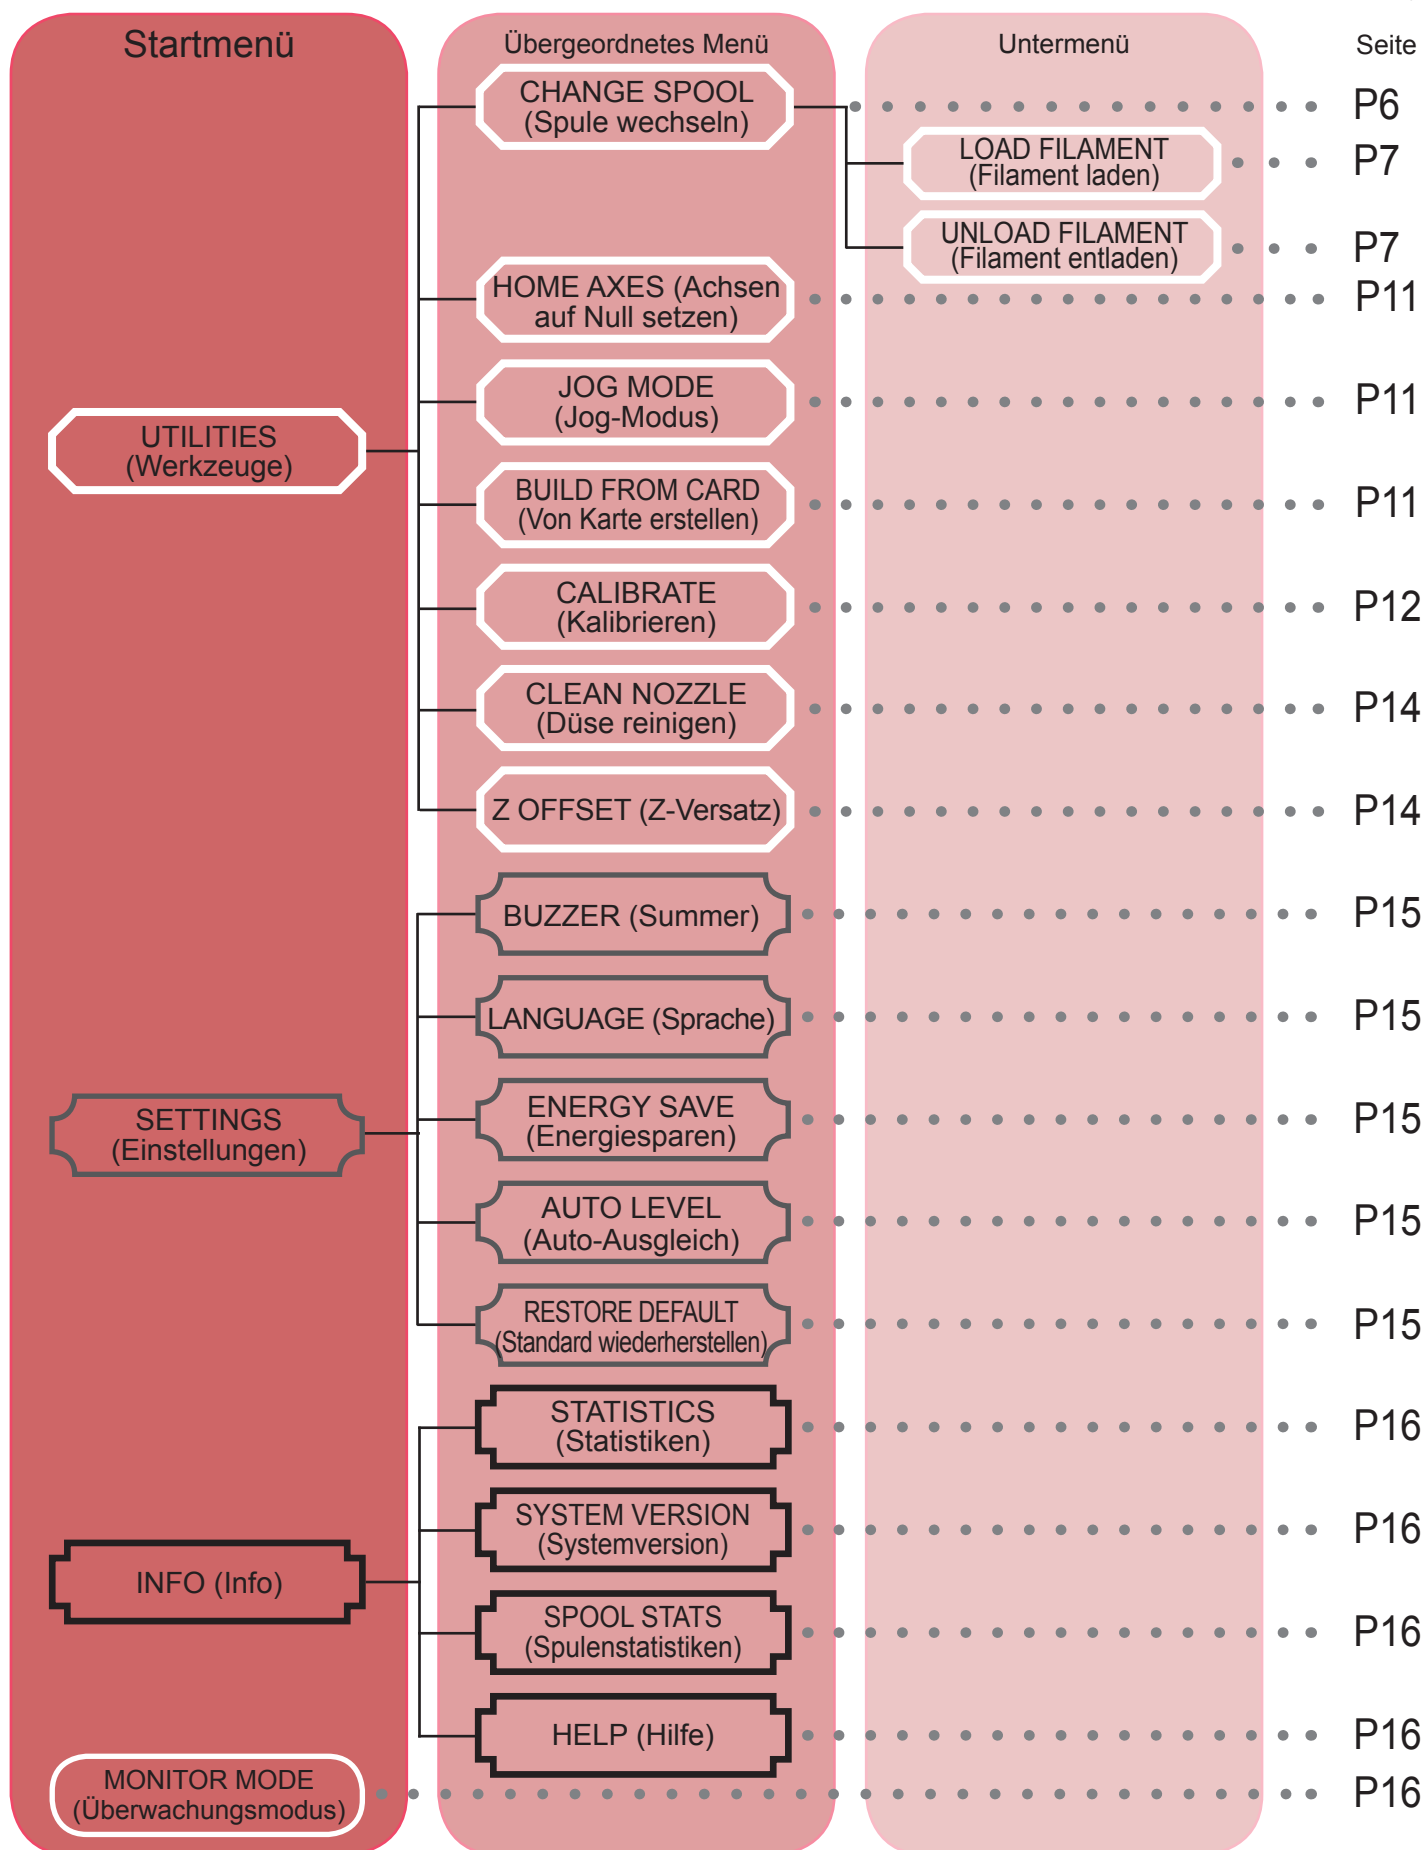 Startmenü
Übergeordnetes Menü
Untermenü
Seite
CHANGE SPOOL
(Spule wechseln)
P6
LOAD FILAMENT
(Filament laden)
P7
UNLOAD FILAMENT
(Filament entladen)
P7
HOME AXES (Achsen
auf Null setzen)
P11
JOG MODE
(Jog-Modus)
P11
UTILITIES
(Werkzeuge)
BUILD FROM CARD
(Von Karte erstellen)
P11
CALIBRATE
(Kalibrieren)
P12
CLEAN NOZZLE
(Düse reinigen)
P14
Z OFFSET (Z-Versatz)
P14
BUZZER (Summer)
P15
LANGUAGE (Sprache)
P15
SETTINGS
(Einstellungen)
ENERGY SAVE
(Energiesparen)
P15
AUTO LEVEL
(Auto-Ausgleich)
P15
RESTORE DEFAULT
(Standard wiederherstellen)
P15
STATISTICS
(Statistiken)
P16
SYSTEM VERSION
(Systemversion)
P16
INFO (Info)
SPOOL STATS
(Spulenstatistiken)
P16
HELP (Hilfe)
P16
MONITOR MODE
(Überwachungsmodus)
P16